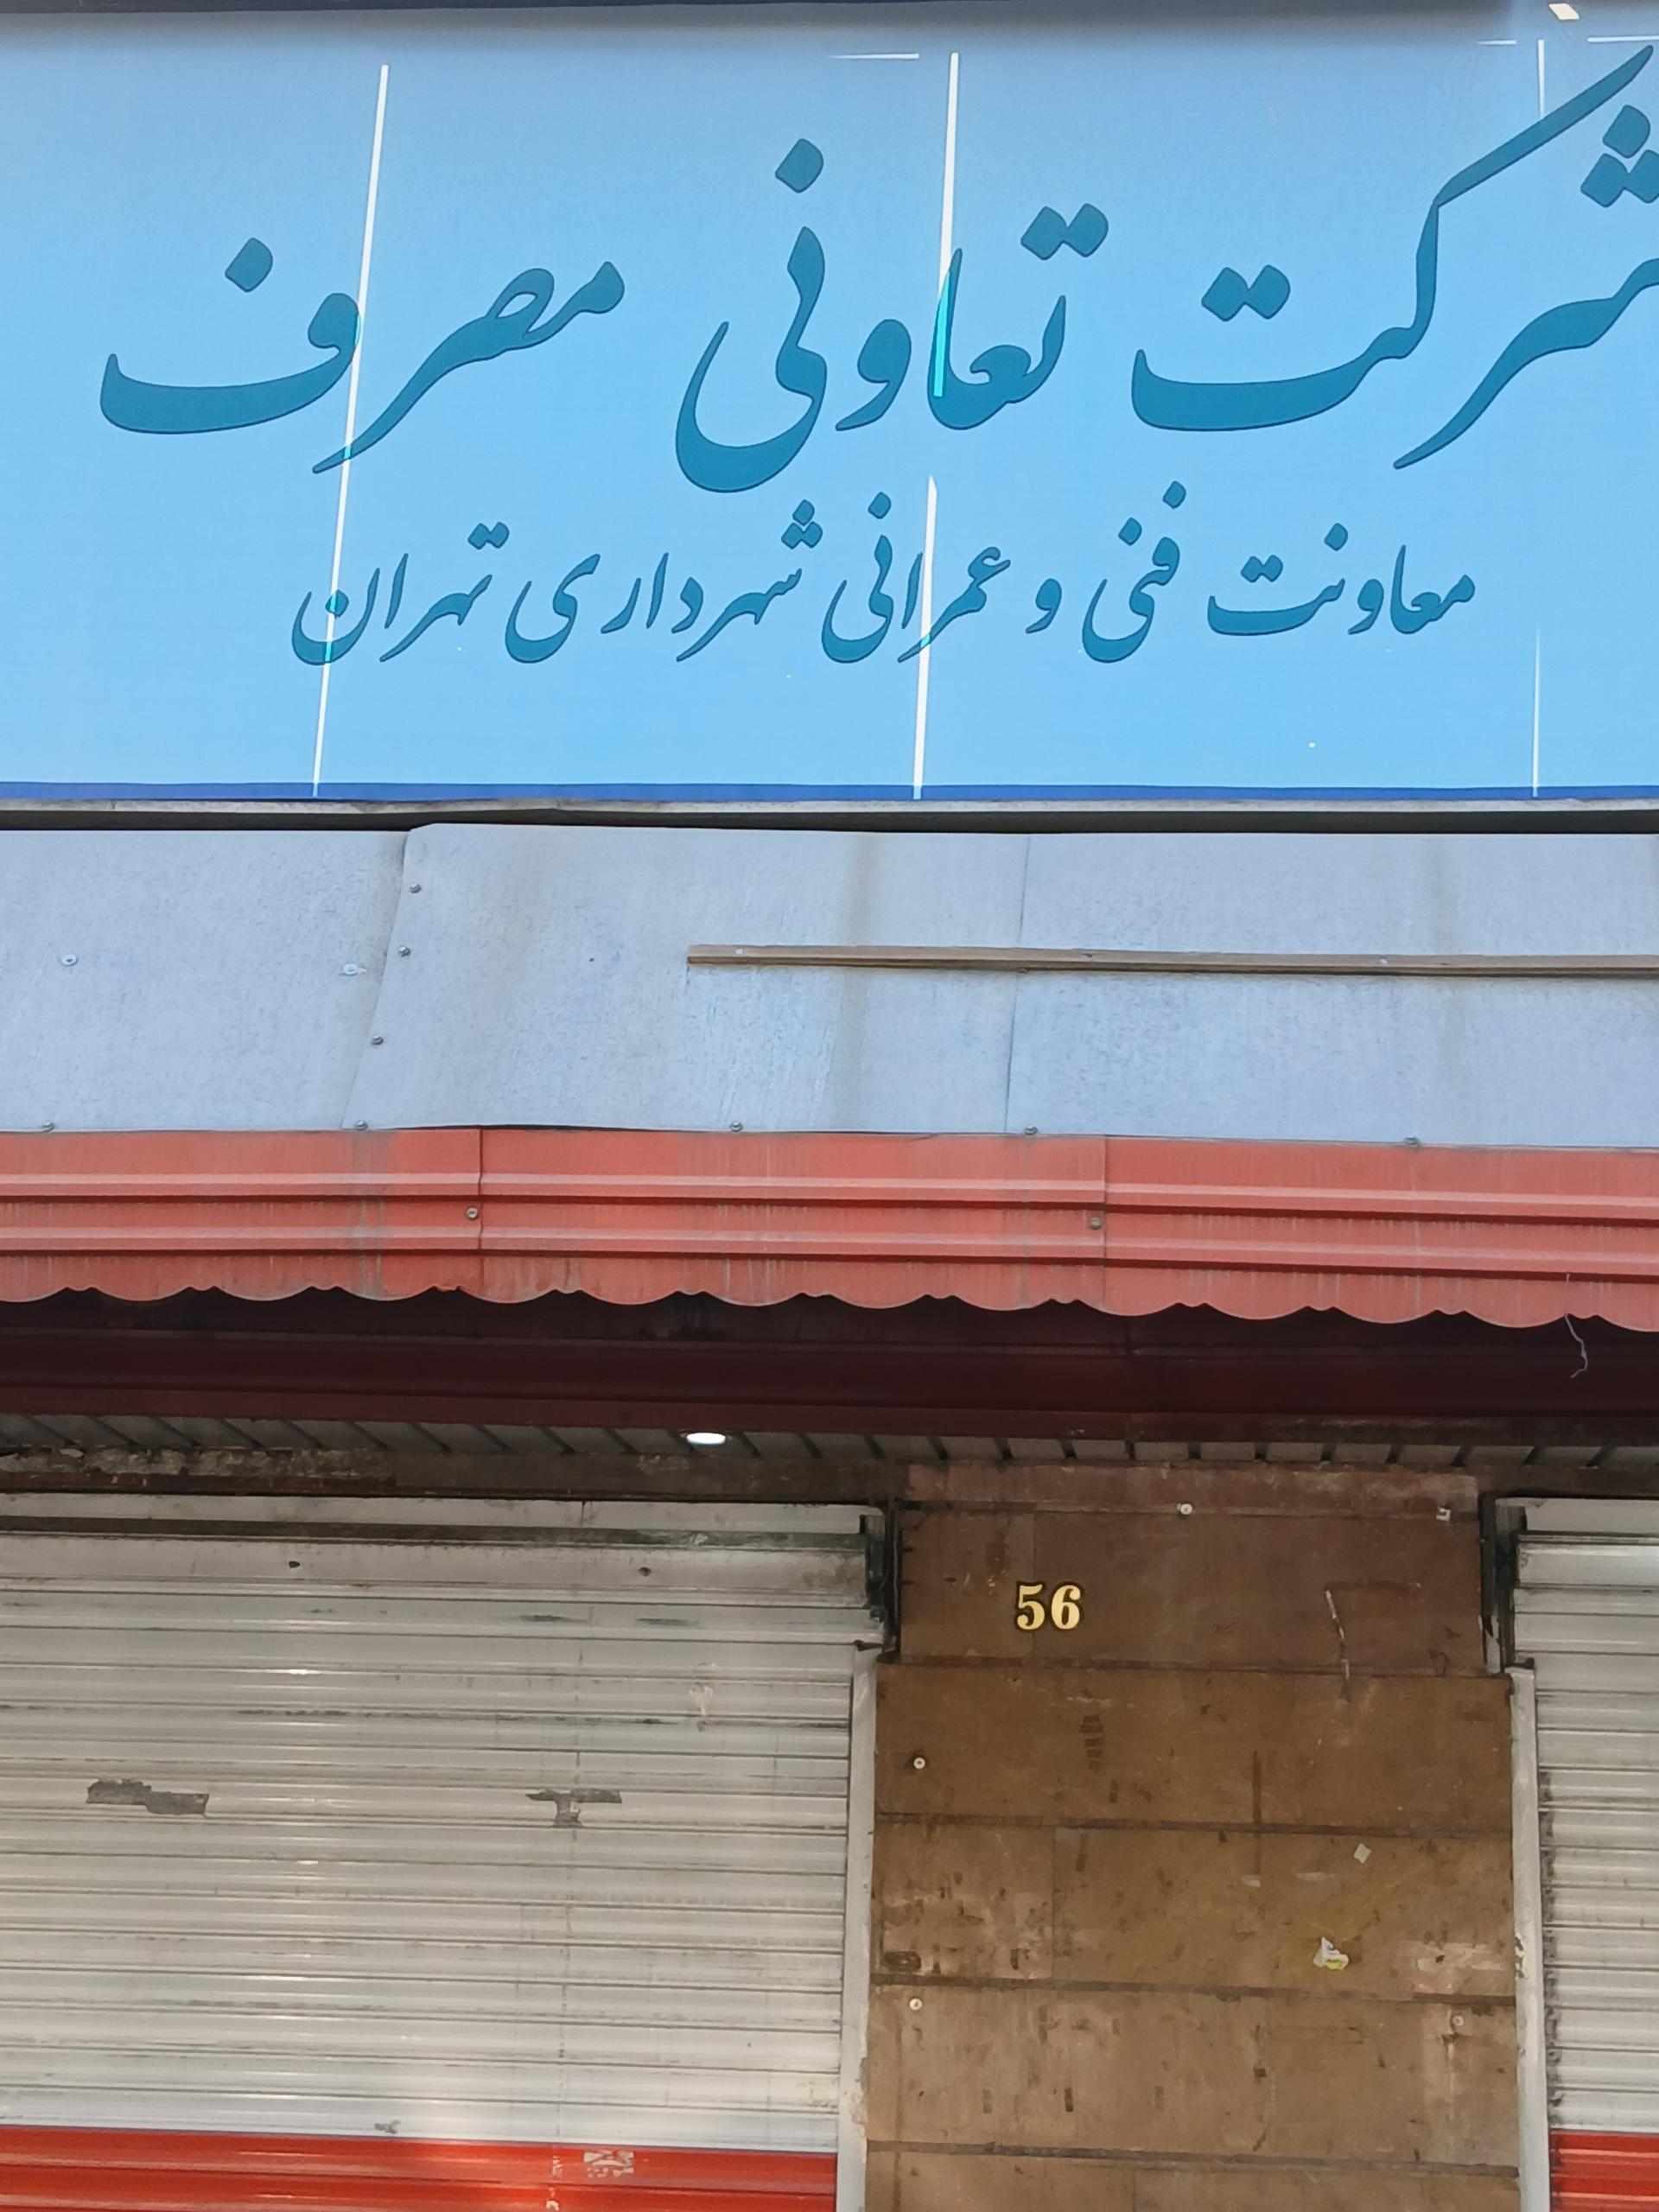 شرکت تعاونی مصرف
معاونت فنی و عمرانی شهرداری تهران
56